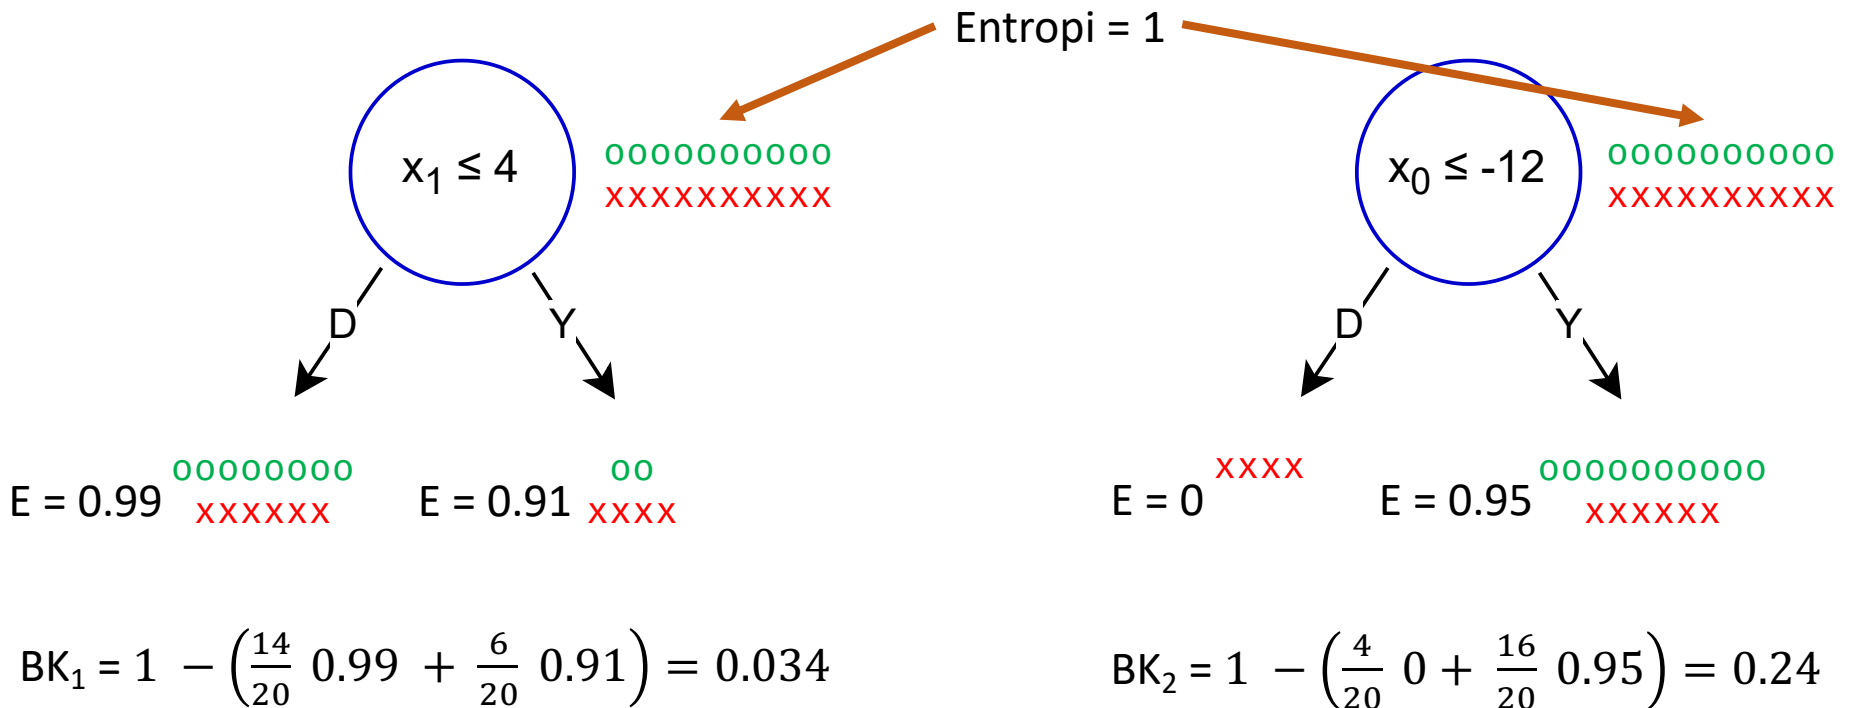 Entropi = 1
x₁ ≤ 4
oooooooooo
xxxxxxxxxx
x₀ ≤ -12
oooooooooo
xxxxxxxxxx
D
Y
D
Y
E = 0.99
oooooooo
xxxxxx
E = 0.91
oo
xxxx
E = 0
xxxx
E = 0.95
oooooooooo
xxxxxx
BK₁ = 1 − (14/20 0.99 + 6/20 0.91) = 0.034
BK₂ = 1 − (4/20 0 + 16/20 0.95) = 0.24